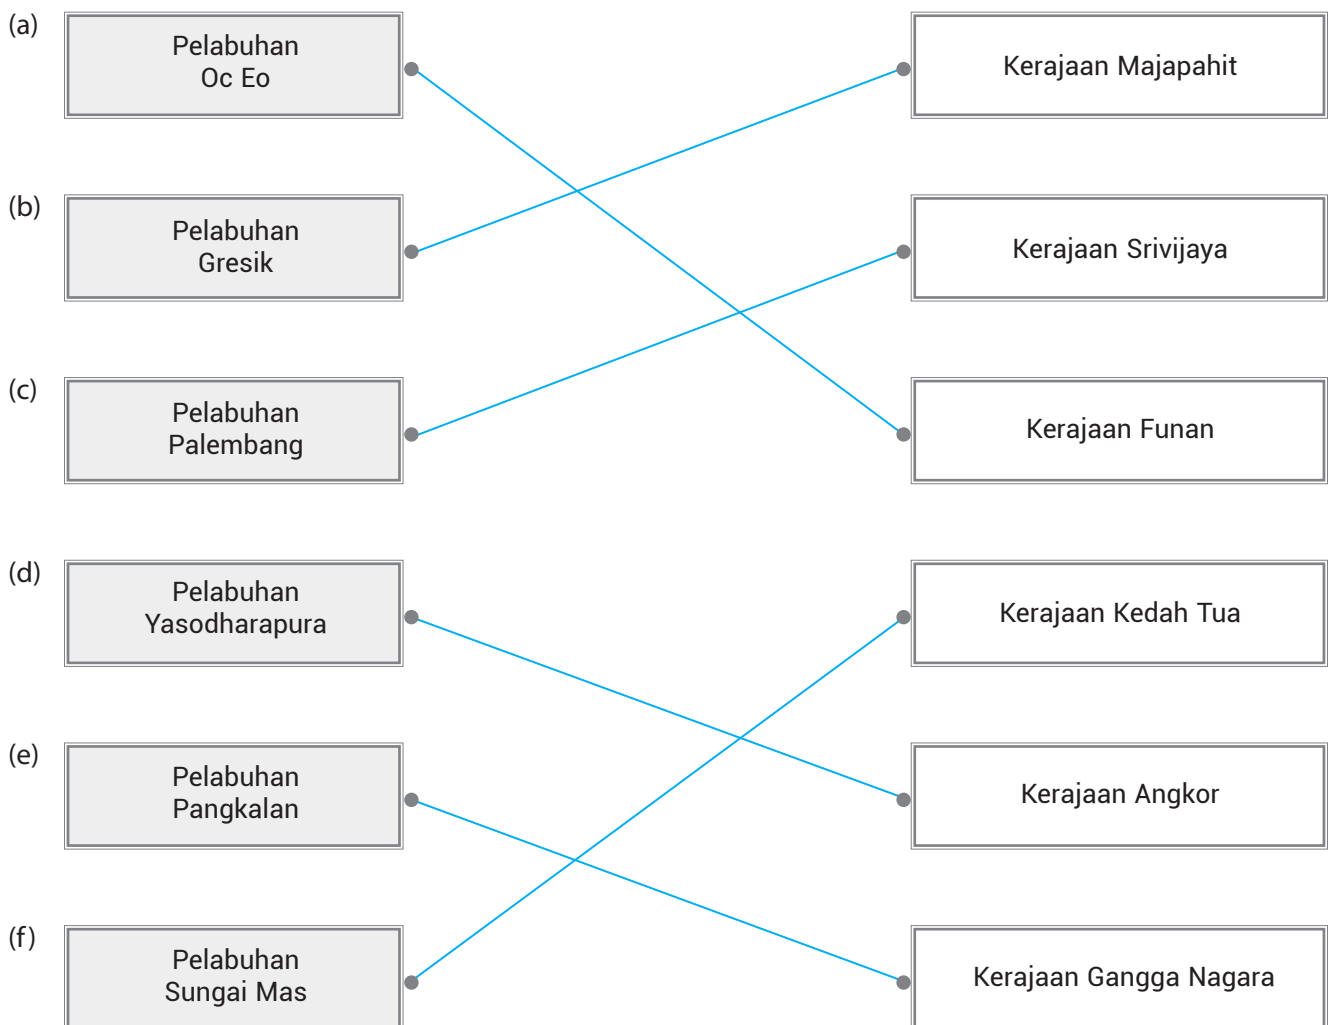 (a)
Pelabuhan
Oc Eo
Kerajaan Majapahit
(b)
Pelabuhan
Gresik
Kerajaan Srivijaya
(c)
Pelabuhan
Palembang
Kerajaan Funan
(d)
Pelabuhan
Yasodharapura
Kerajaan Kedah Tua
(e)
Pelabuhan
Pangkalan
Kerajaan Angkor
(f)
Pelabuhan
Sungai Mas
Kerajaan Gangga Nagara